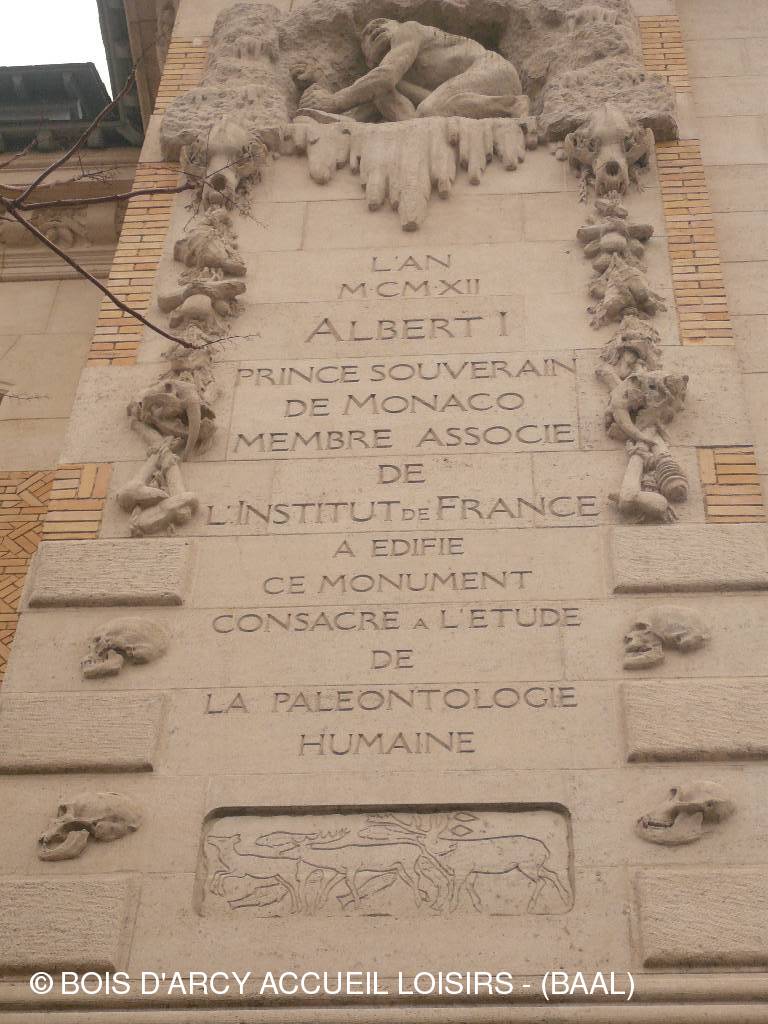 L'AN
M·CM·XII
ALBERT I
PRINCE SOUVERAIN
DE MONACO
MEMBRE ASSOCIE
DE
L'INSTITUT DE FRANCE
A EDIFIE
CE MONUMENT
CONSACRE A L'ETUDE
DE
LA PALEONTOLOGIE
HUMAINE
© BOIS D'ARCY ACCUEIL LOISIRS - (BAAL)